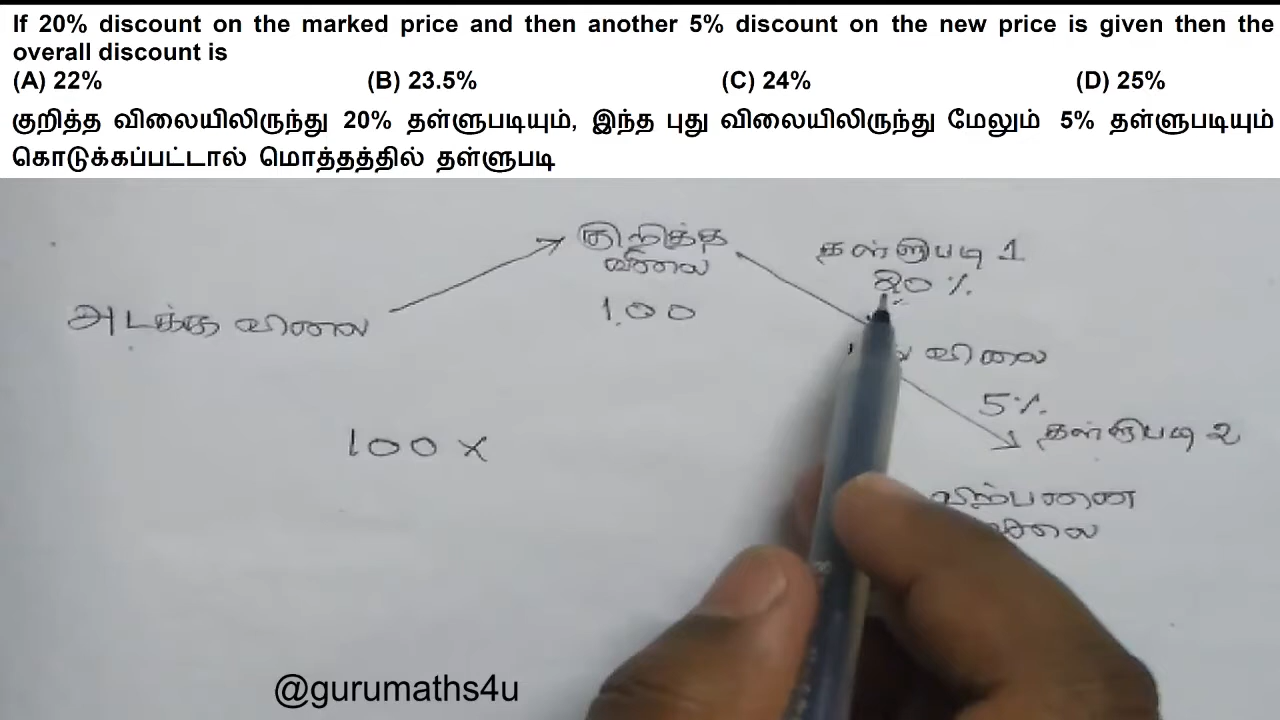 If 20% discount on the marked price and then another 5% discount on the new price is given then the
overall discount is
(A) 22% (B) 23.5% (C) 24% (D) 25%
குறித்த விலையிலிருந்து 20% தள்ளுபடியும், இந்த புது விலையிலிருந்து மேலும் 5% தள்ளுபடியும்
கொடுக்கப்பட்டால் மொத்தத்தில் தள்ளுபடி
குறித்த
விலை
100
தள்ளுபடி 1
20%
அடக்க விலை
விலை
5%
தள்ளுபடி 2
100 x
விற்பனை
@gurumaths4u